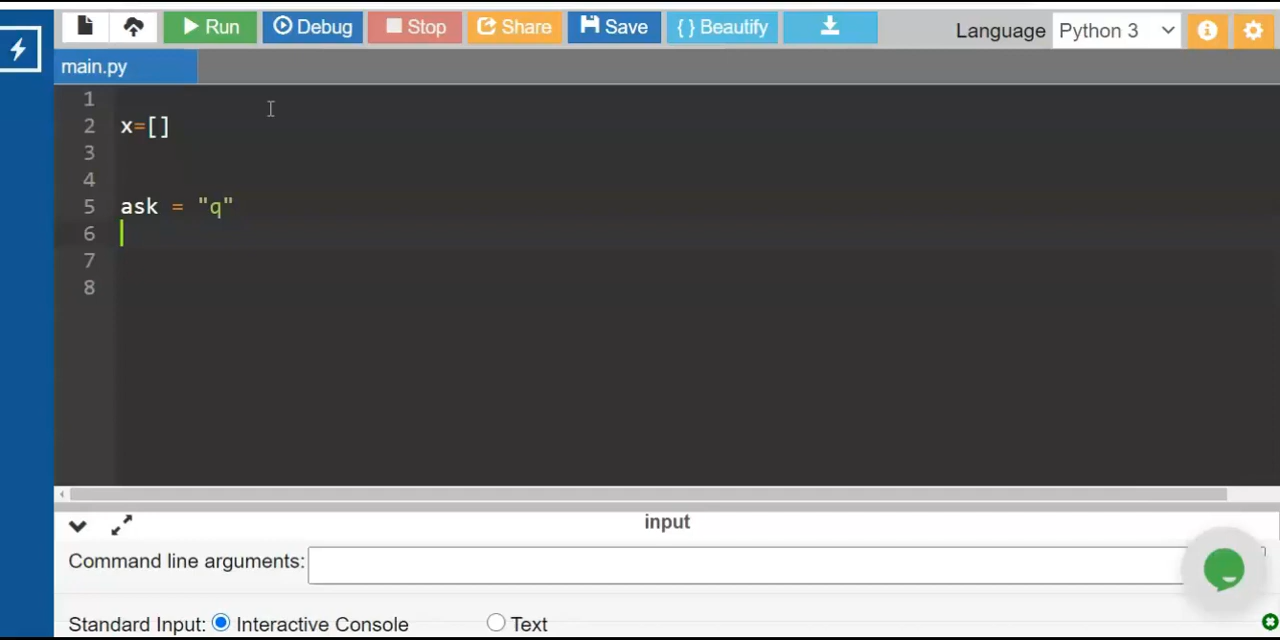 Run Debug Stop Share Save { } Beautify Language Python 3
main.py
1
2 x=[]
3
4
5 ask = "q"
6
7
8
input
Command line arguments:
Standard Input: Interactive Console Text